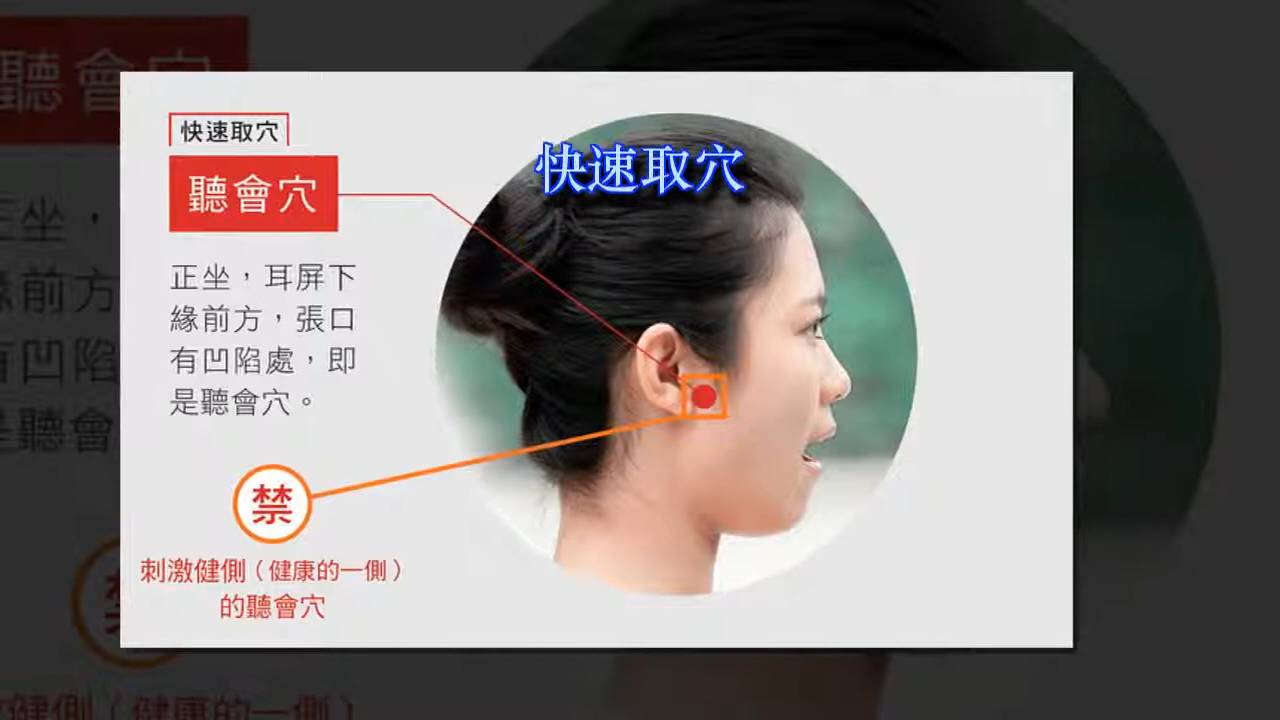 快速取穴
快速取穴
聽會穴
正坐，耳屏下
緣前方，張口
有凹陷處，即
是聽會穴。
禁
刺激健側（健康的一側）
的聽會穴